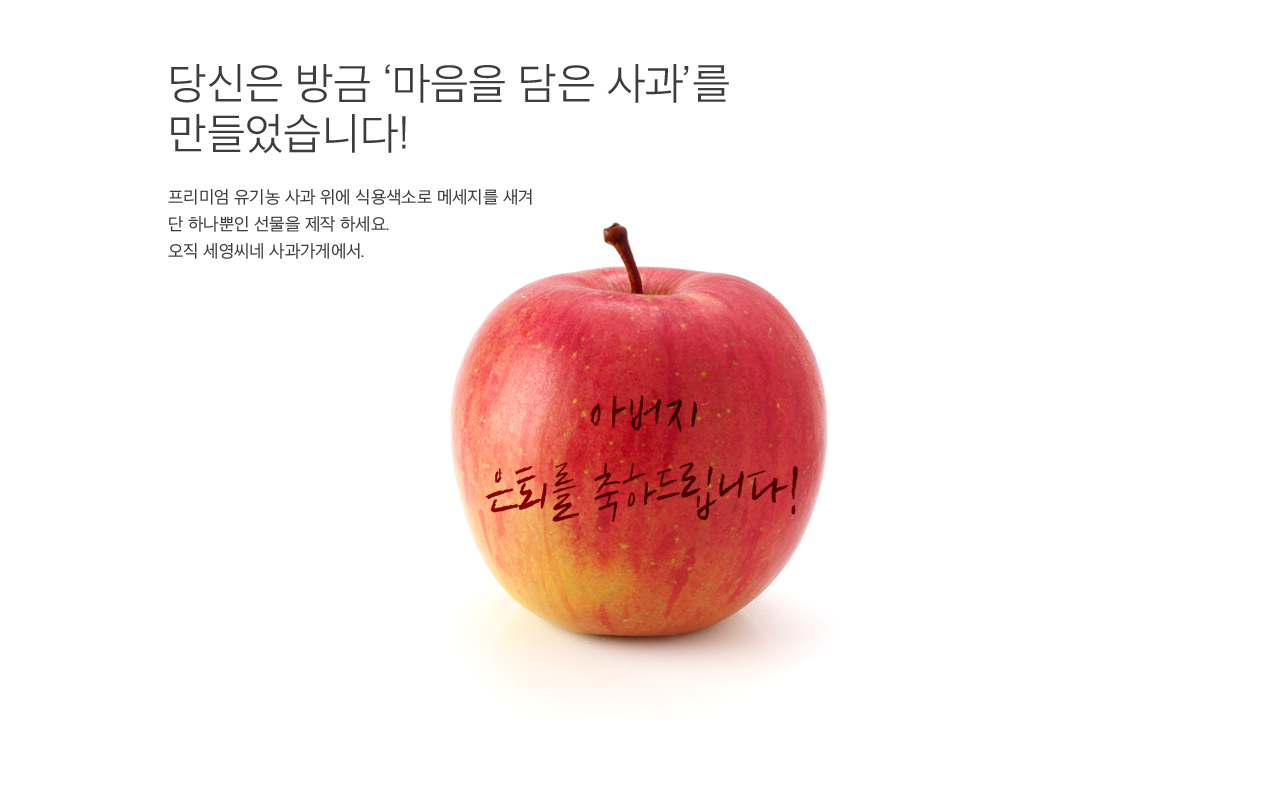 당신은 방금 ‘마음을 담은 사과’를
만들었습니다!
프리미엄 유기농 사과 위에 식용색소로 메세지를 새겨
단 하나뿐인 선물을 제작 하세요.
오직 세영씨네 사과가게에서.
아버지
은퇴를 축하드립니다!